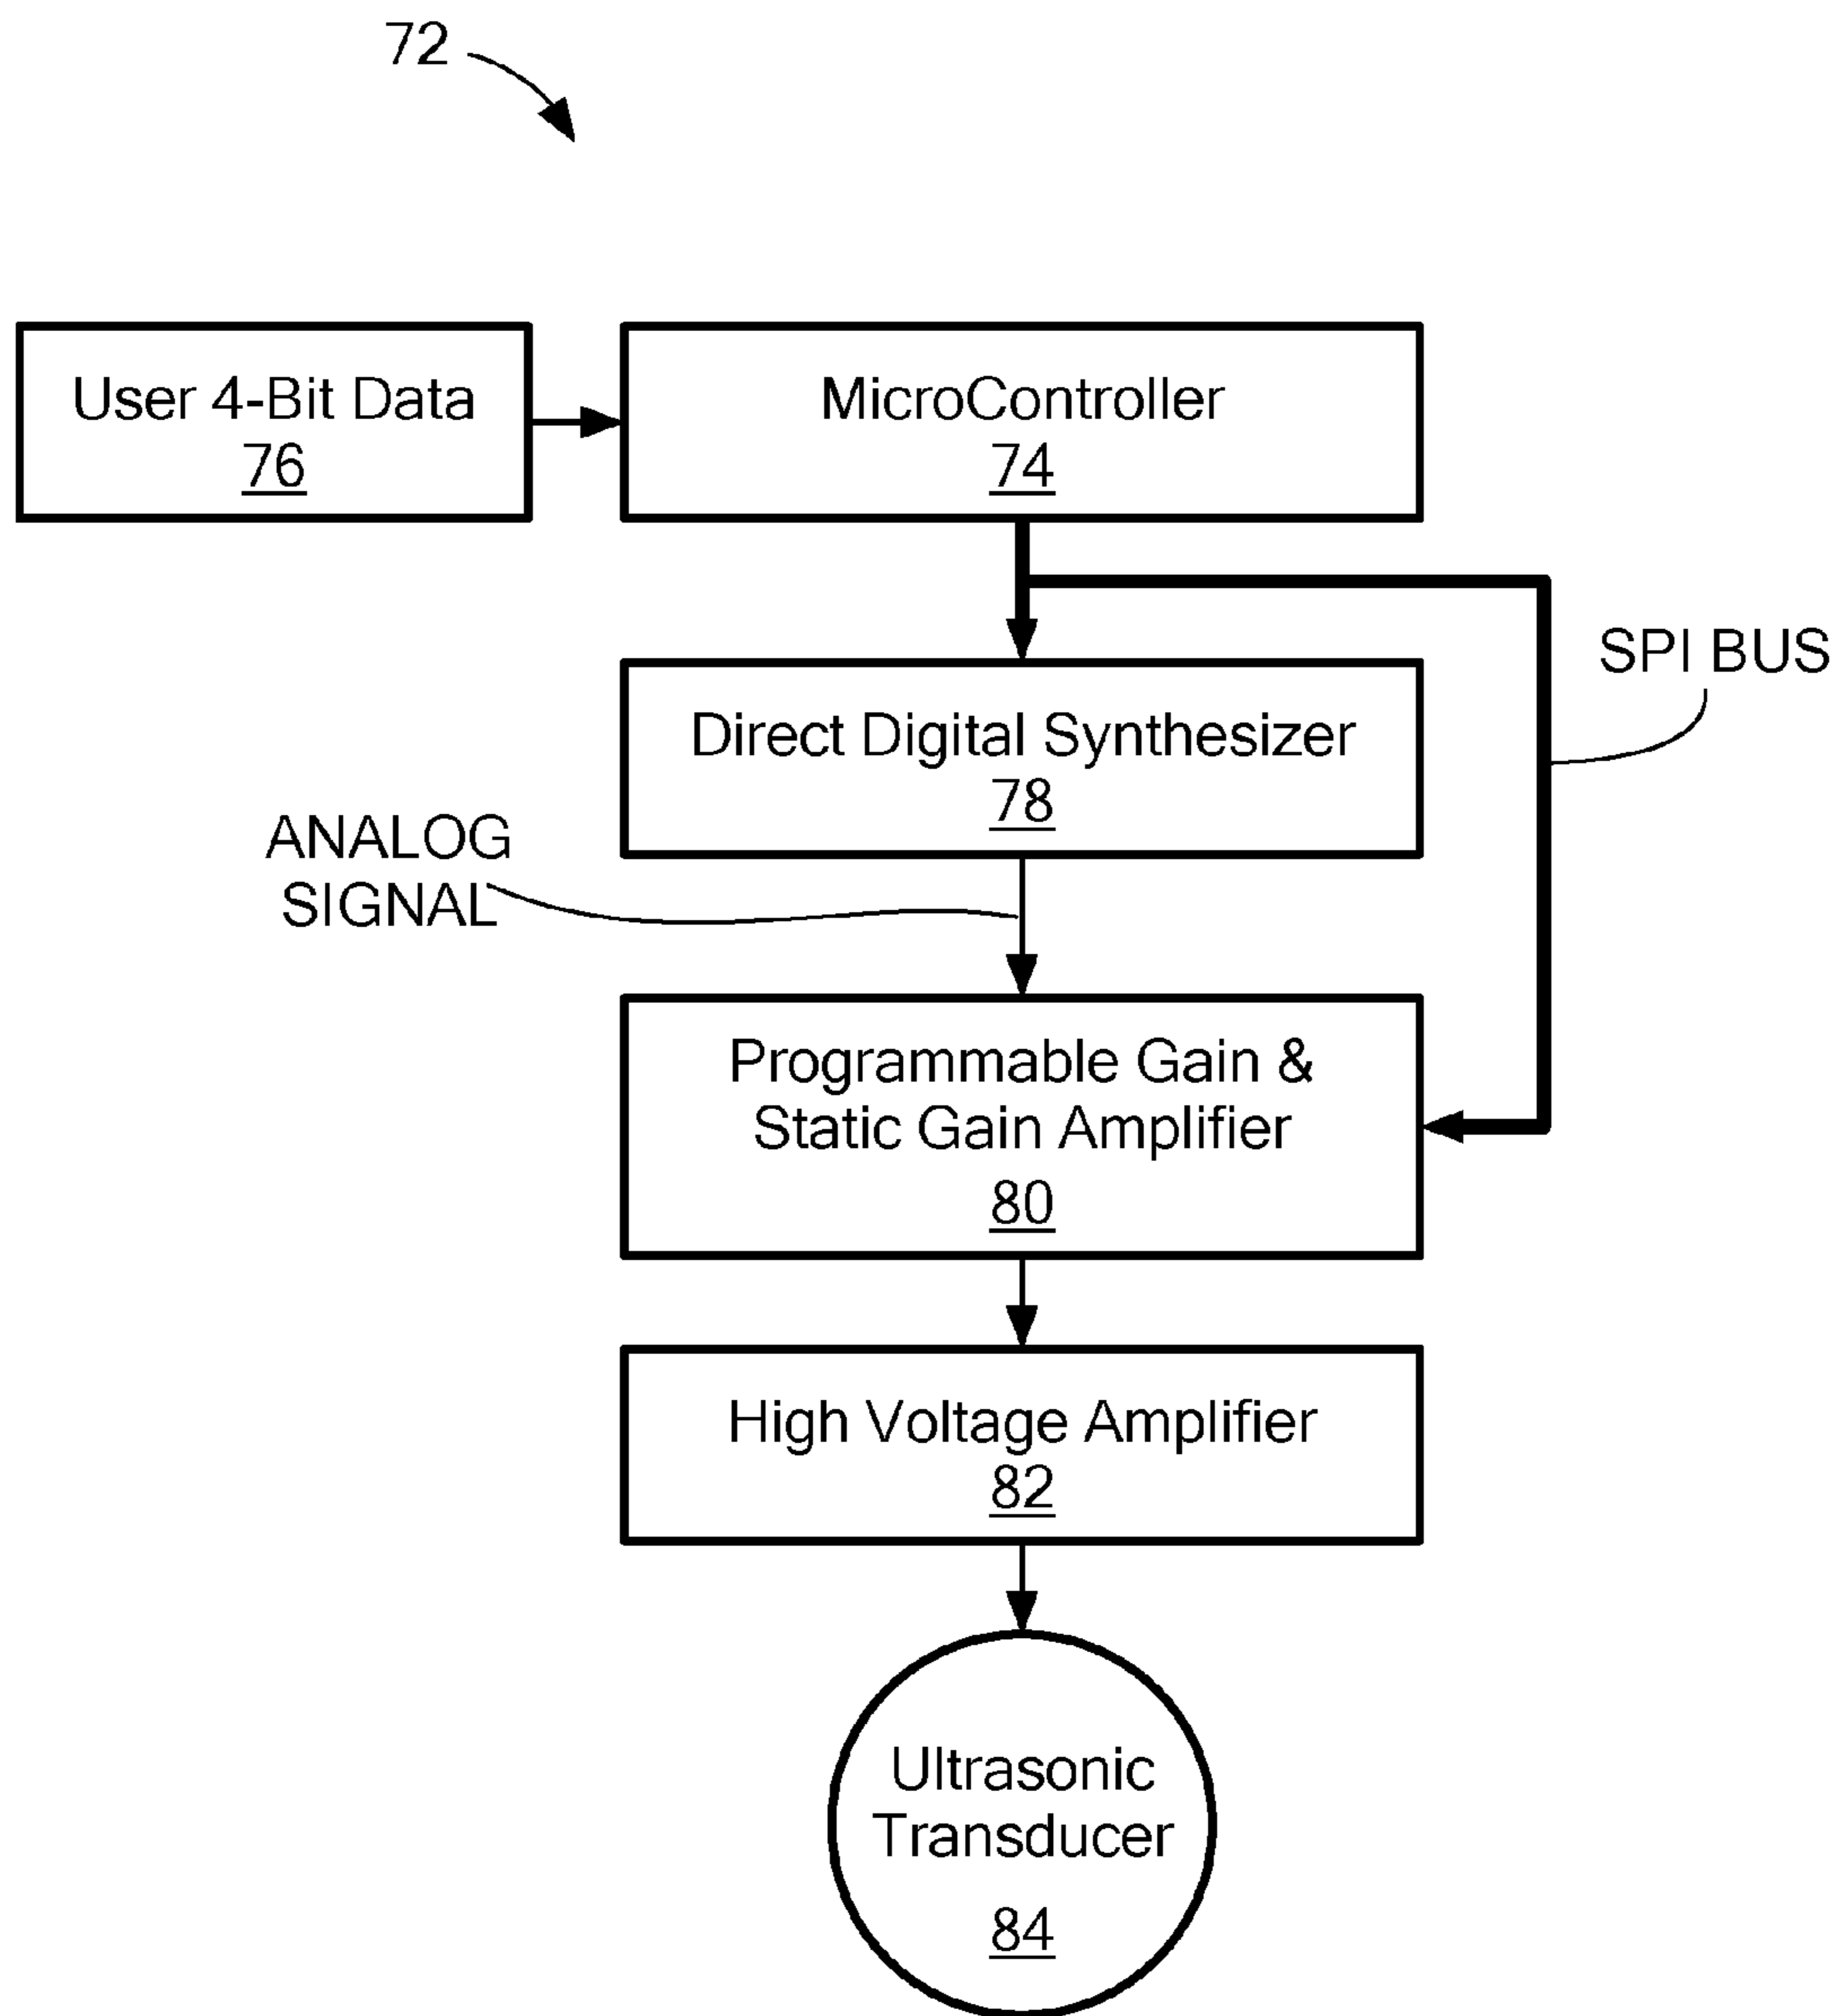 72
User 4-Bit Data
76
MicroController
74
SPI BUS
Direct Digital Synthesizer
78
ANALOG
SIGNAL
Programmable Gain &
Static Gain Amplifier
80
High Voltage Amplifier
82
Ultrasonic
Transducer
84